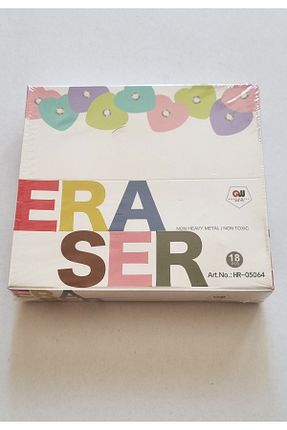 ERA
NON HEAVY METAL / NON TOXIC
SER
18
Art.No.: HR-05064